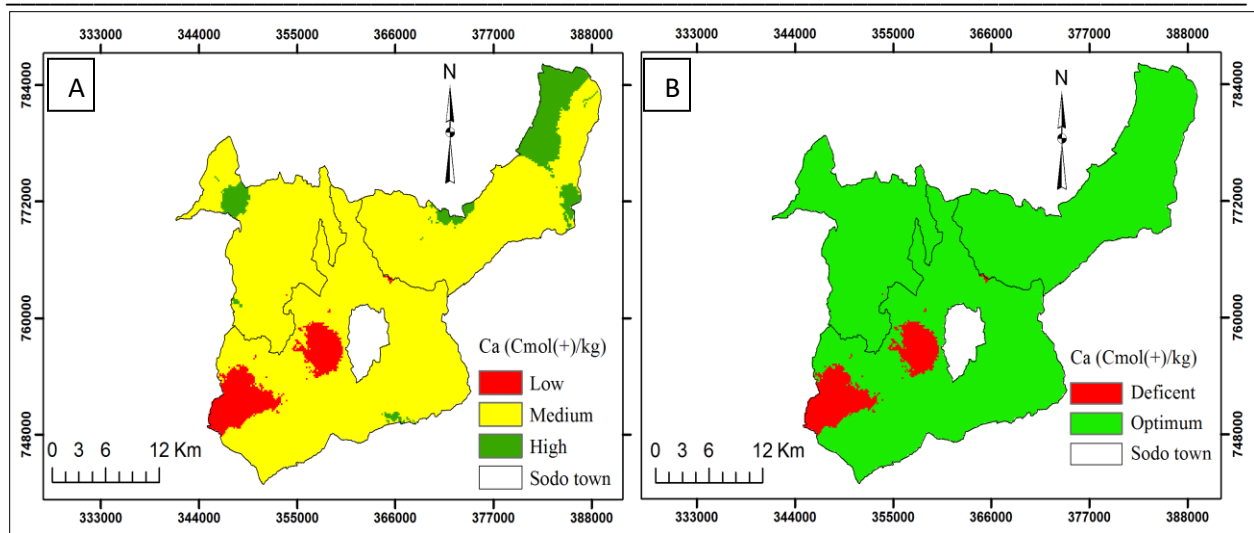 333000 344000 355000 366000 377000 388000
A
N
784000
772000
760000
748000
Ca (Cmol(+)/kg)
Low
Medium
High
Sodo town
0 3 6 12 Km
333000 344000 355000 366000 377000 388000
333000 344000 355000 366000 377000 388000
B
N
784000
772000
760000
748000
Ca (Cmol(+)/kg)
Deficent
Optimum
Sodo town
0 3 6 12 Km
333000 344000 355000 366000 377000 388000